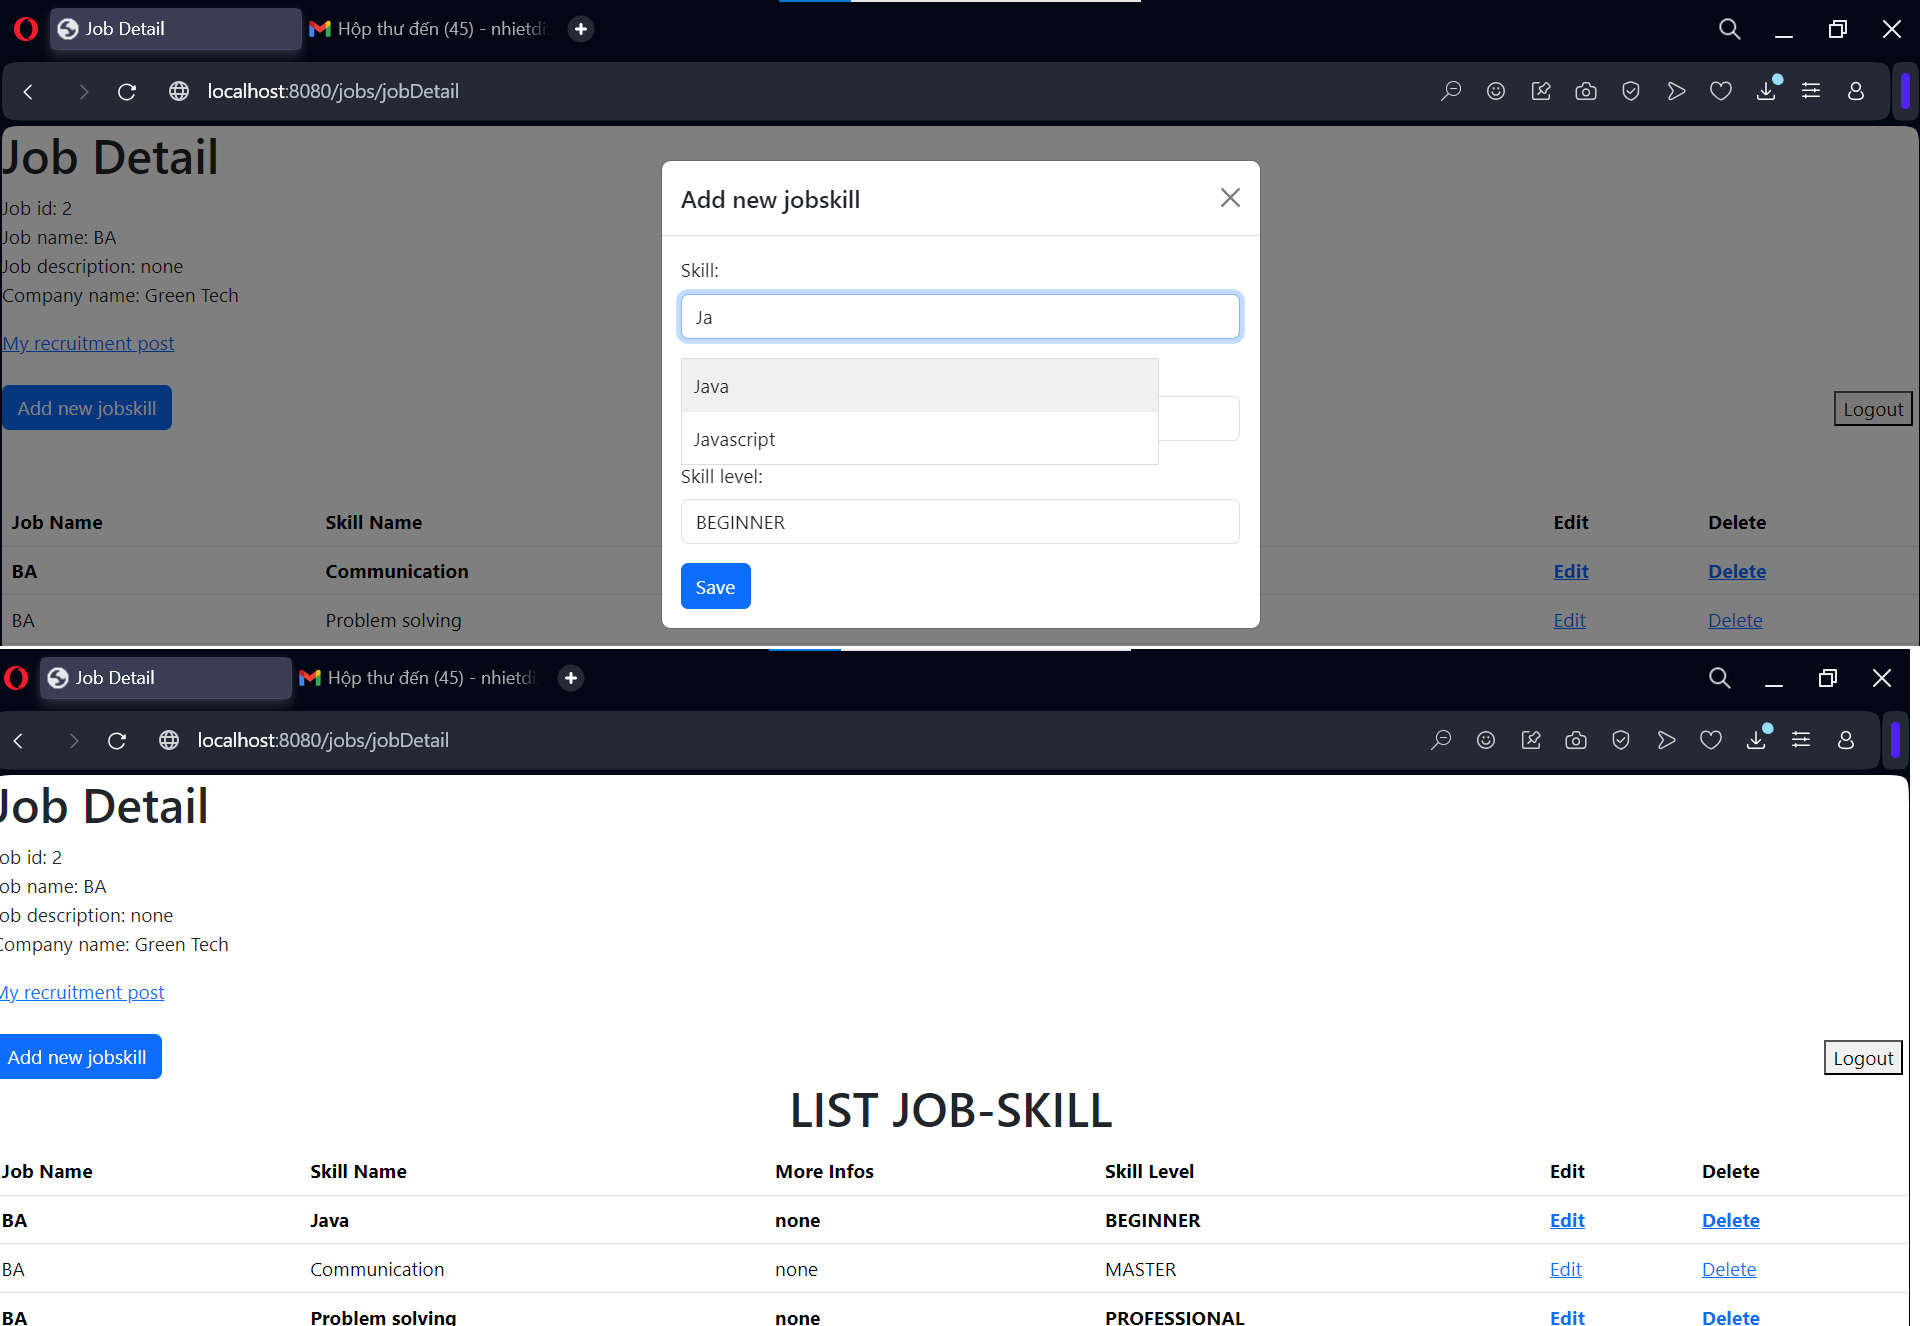 Job Detail
Hộp thư đến (45) - nhietdi
localhost:8080/jobs/jobDetail
Job Detail
Job id: 2
Job name: BA
Job description: none
Company name: Green Tech
My recruitment post
Add new jobskill
Logout
Job Name Skill Name Edit Delete
BA Communication Edit Delete
BA Problem solving Edit Delete
Add new jobskill
Skill:
Ja
Java
Javascript
Skill level:
BEGINNER
Save
Job Detail
Hộp thư đến (45) - nhietdi
localhost:8080/jobs/jobDetail
Job Detail
ob id: 2
ob name: BA
ob description: none
Company name: Green Tech
My recruitment post
Add new jobskill
Logout
LIST JOB-SKILL
Job Name Skill Name More Infos Skill Level Edit Delete
BA Java none BEGINNER Edit Delete
BA Communication none MASTER Edit Delete
BA Problem solving none PROFESSIONAL Edit Delete